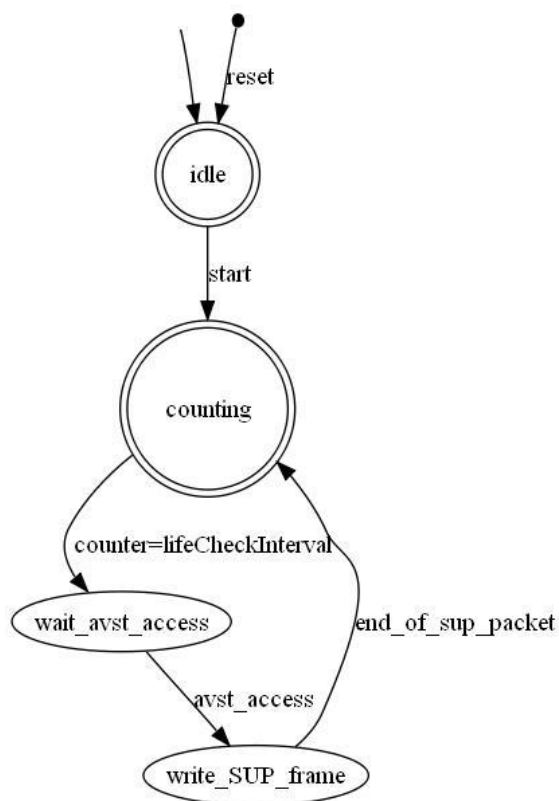 reset
idle
start
counting
counter=lifeCheckInterval
wait_avst_access
end_of_sup_packet
avst_access
write_SUP_frame